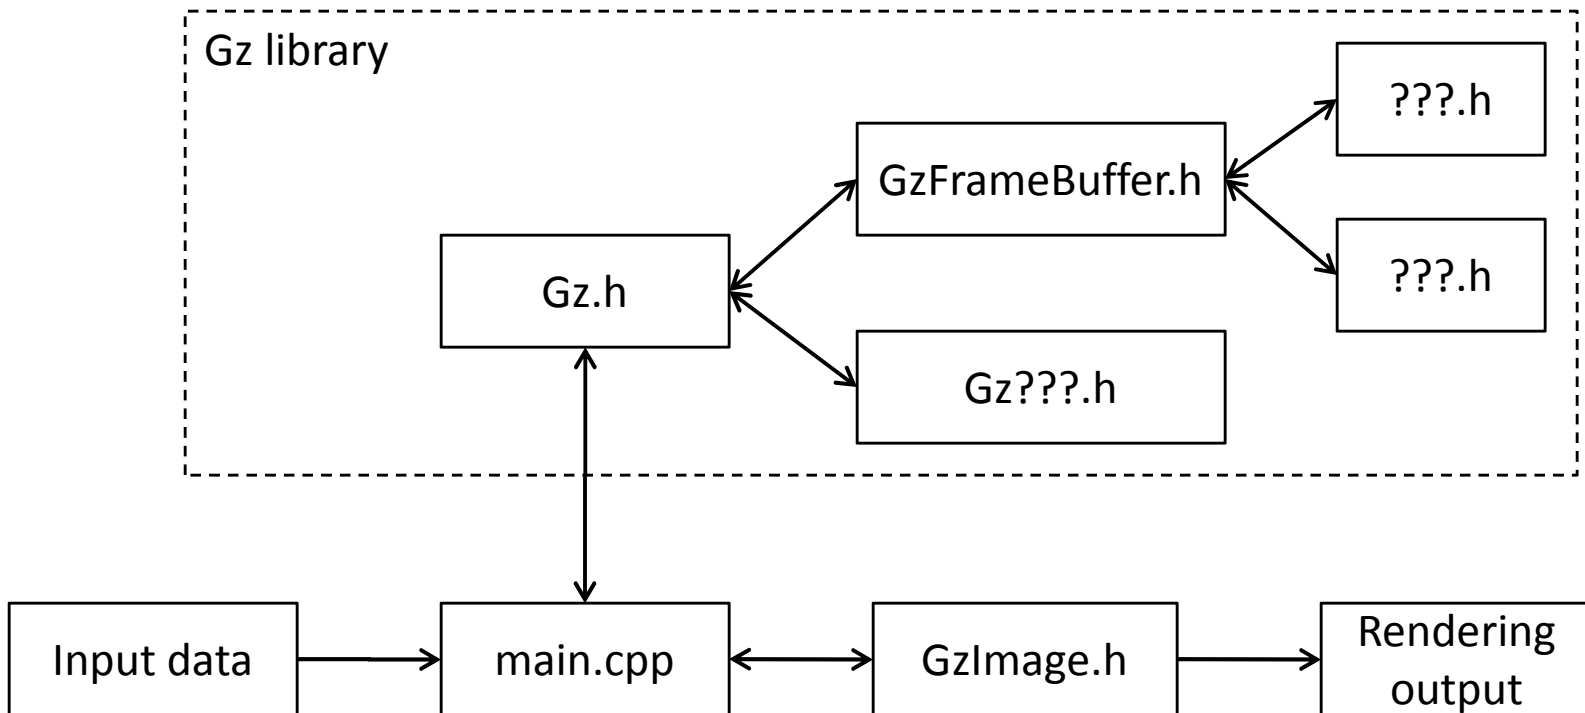 Gz library
???.h
GzFrameBuffer.h
???.h
Gz.h
Gz???.h
Input data
main.cpp
GzImage.h
Rendering
output